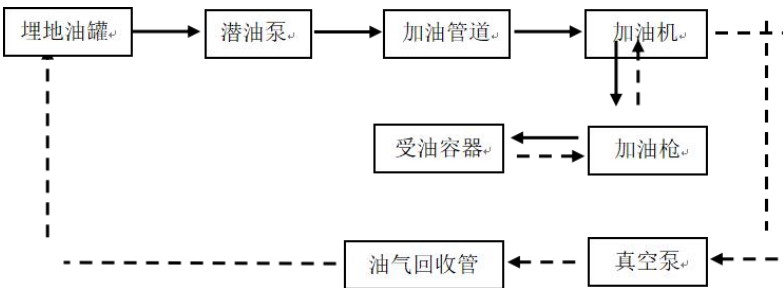 埋地油罐
潜油泵
加油管道
加油机
受油容器
加油枪
油气回收管
真空泵